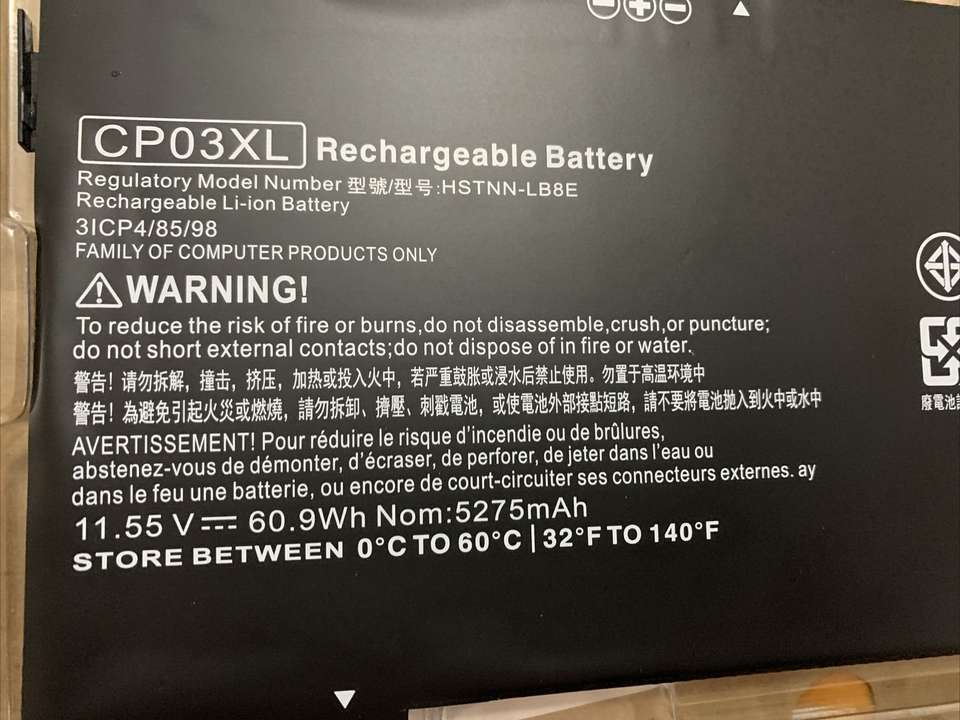 CP03XL Rechargeable Battery
Regulatory Model Number 型號/型号:HSTNN-LB8E
Rechargeable Li-ion Battery
3ICP4/85/98
FAMILY OF COMPUTER PRODUCTS ONLY
WARNING!
To reduce the risk of fire or burns,do not disassemble,crush,or puncture;
do not short external contacts;do not dispose of in fire or water.
警告! 请勿拆解，撞击，挤压，加热或投入火中，若严重鼓胀或浸水后禁止使用。勿置于高温环境中
警告! 為避免引起火災或燃燒，請勿拆卸、擠壓、刺戳電池，或使電池外部接點短路，請不要將電池拋入到火中或水中
AVERTISSEMENT! Pour réduire le risque d'incendie ou de brûlures,
abstenez-vous de démonter, d'écraser, de perforer, de jeter dans l'eau ou
dans le feu une batterie, ou encore de court-circuiter ses connecteurs externes. ay
11.55 V⎓ 60.9Wh Nom:5275mAh
STORE BETWEEN 0°C TO 60°C | 32°F TO 140°F
廢電池